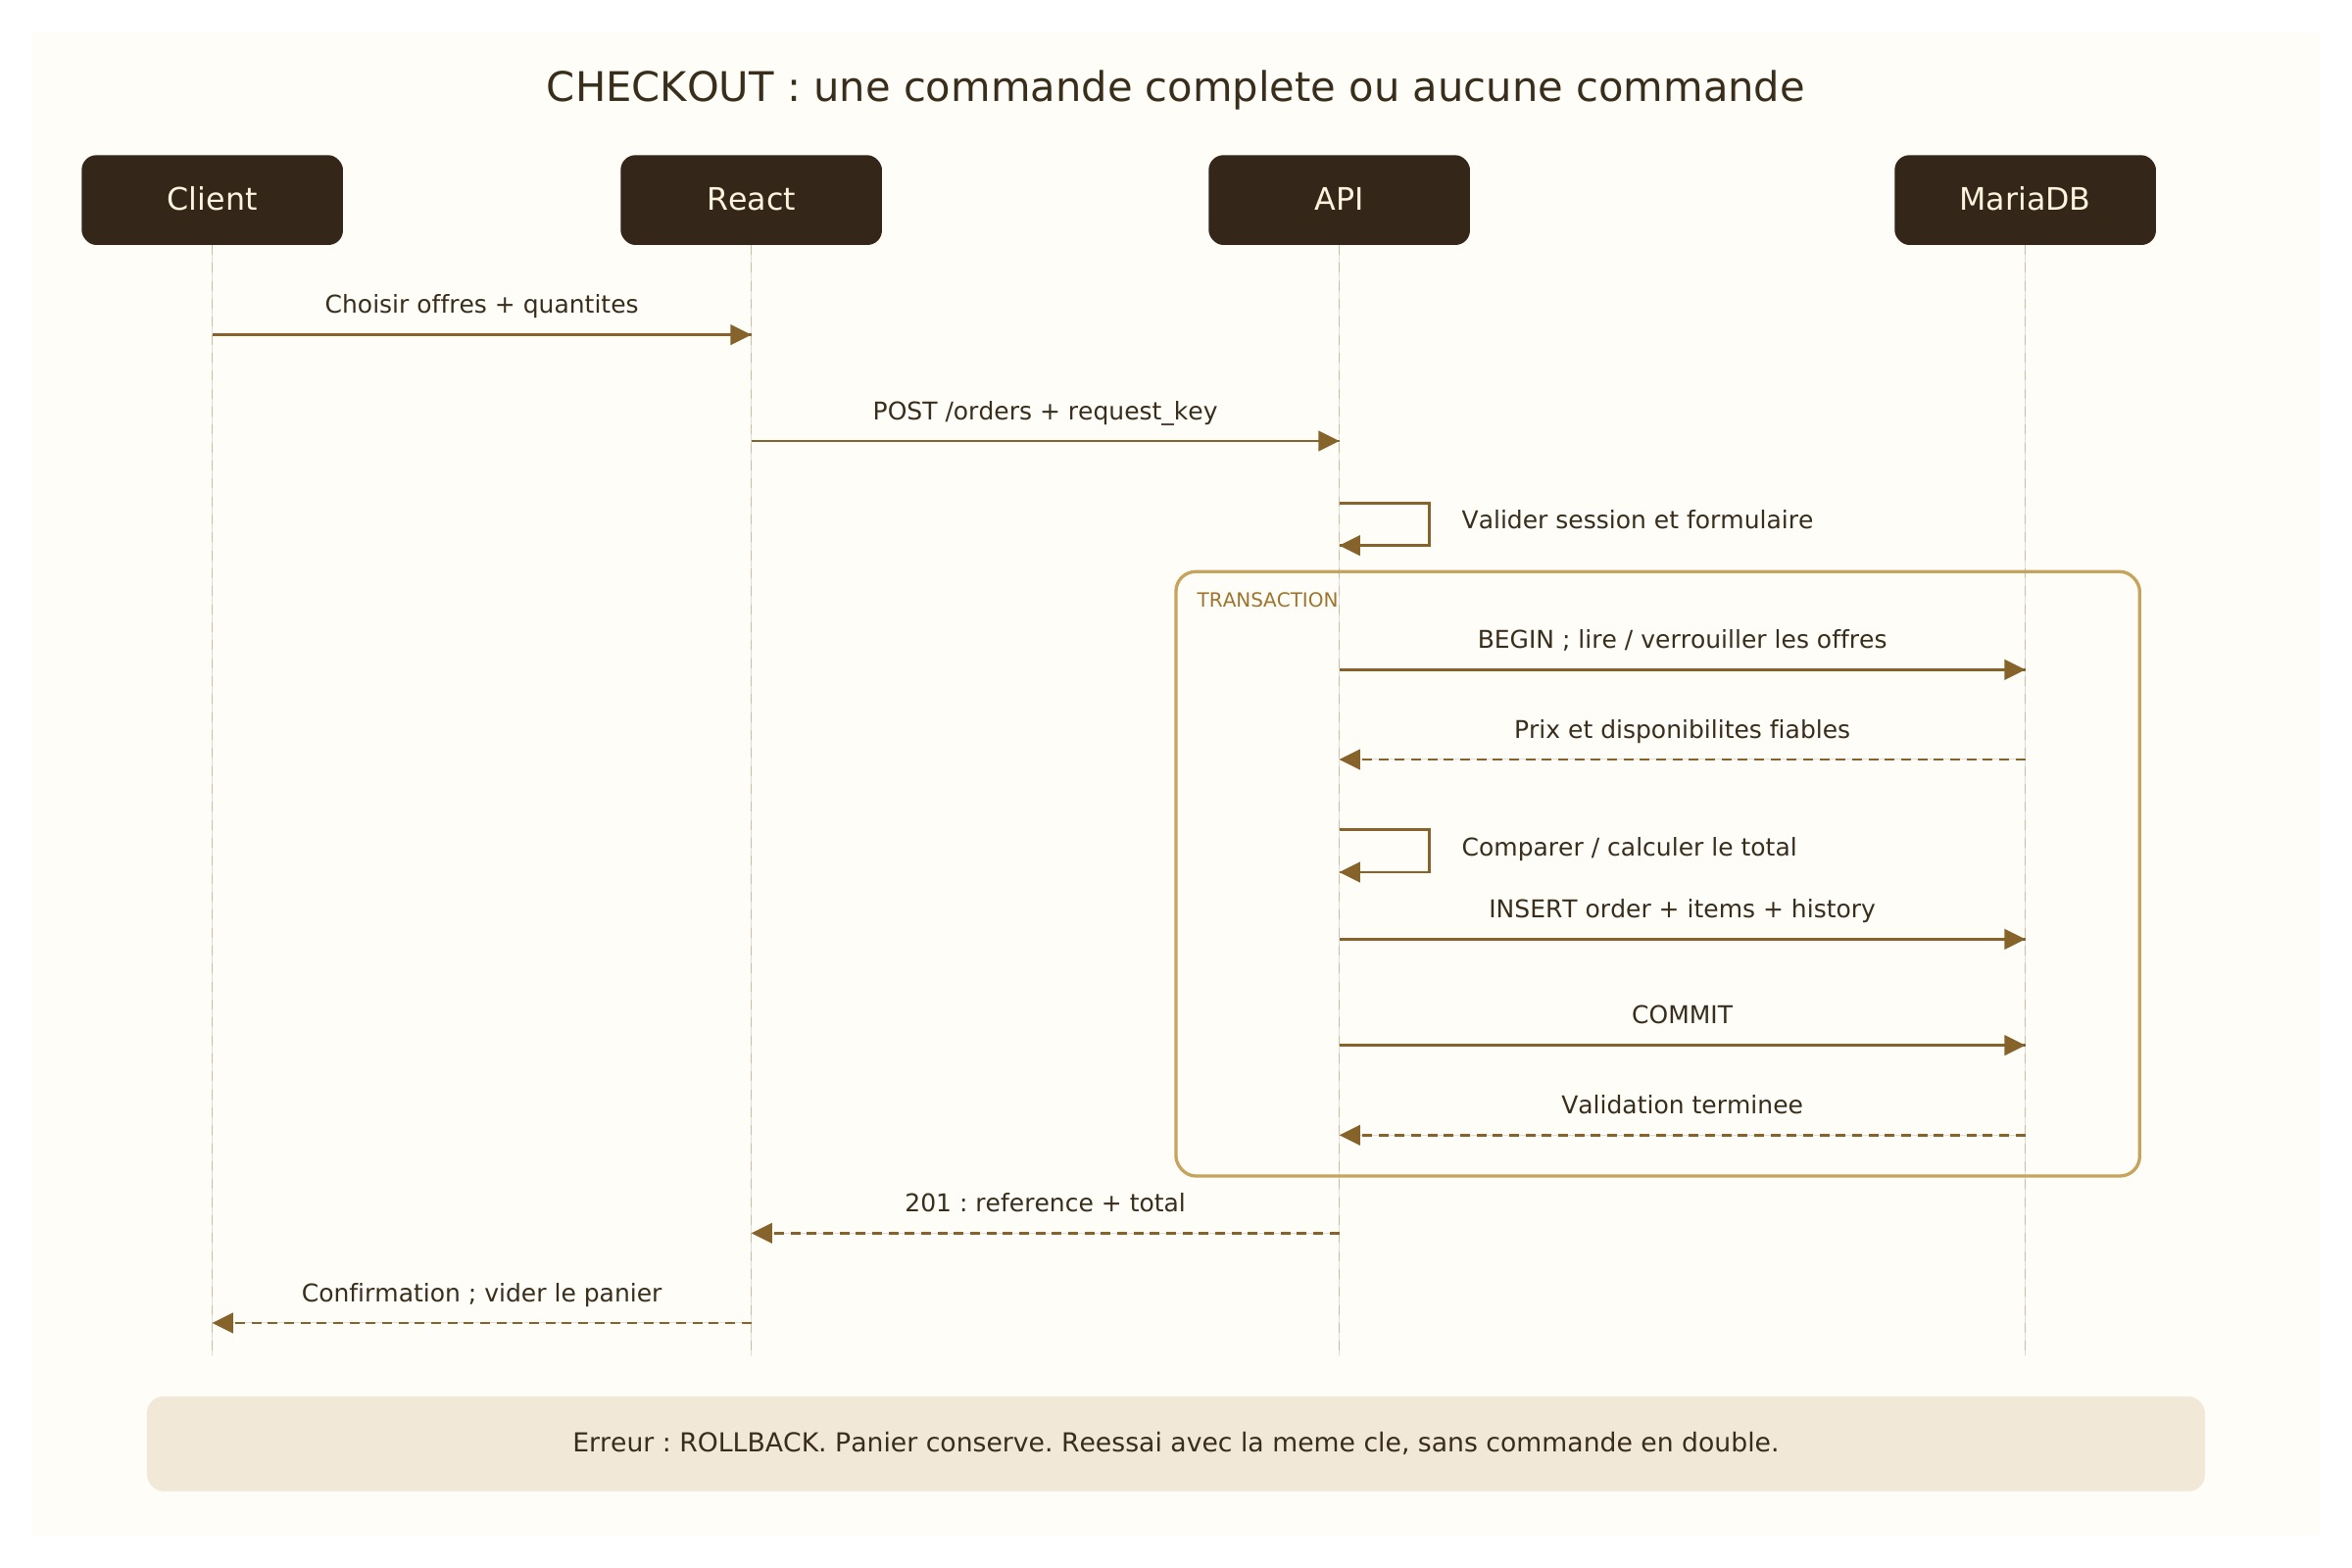 CHECKOUT : une commande complete ou aucune commande
Client
React
API
MariaDB
Choisir offres + quantites
POST /orders + request_key
Valider session et formulaire
TRANSACTION
BEGIN ; lire / verrouiller les offres
Prix et disponibilites fiables
Comparer / calculer le total
INSERT order + items + history
COMMIT
Validation terminee
201 : reference + total
Confirmation ; vider le panier
Erreur : ROLLBACK. Panier conserve. Reessai avec la meme cle, sans commande en double.